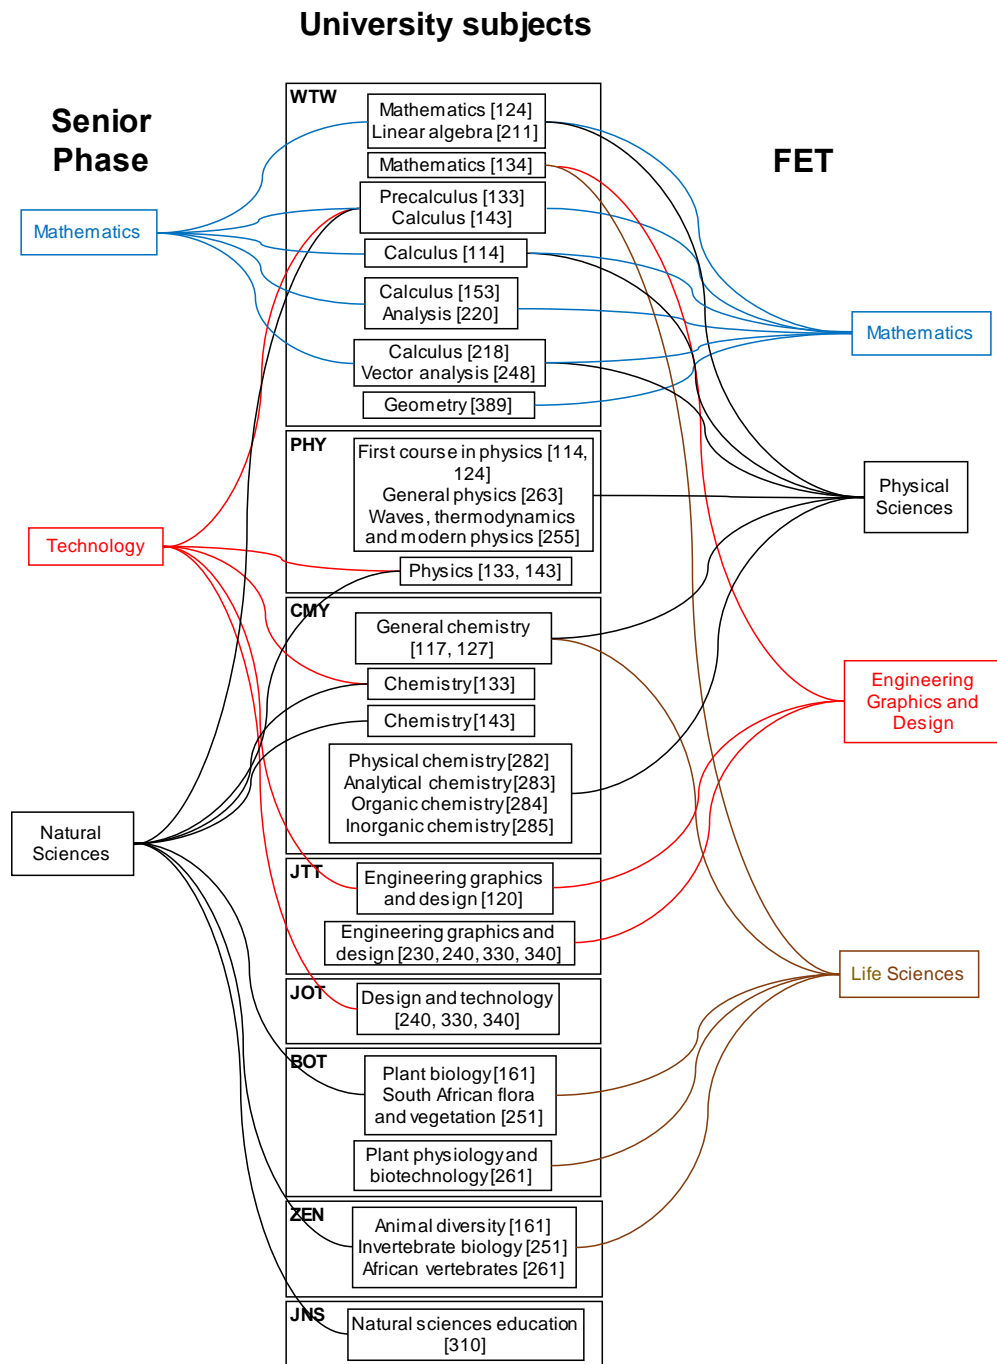 University subjects
Senior
Phase
FET
Mathematics
Technology
Natural
Sciences
WTW
Mathematics [124]
Linear algebra [211]
Mathematics [134]
Precalculus [133]
Calculus [143]
Calculus [114]
Calculus [153]
Analysis [220]
Calculus [218]
Vector analysis [248]
Geometry [389]
PHY
First course in physics [114,
124]
General physics [263]
Waves, thermodynamics
and modern physics [255]
Physics [133, 143]
CMY
General chemistry
[117, 127]
Chemistry [133]
Chemistry [143]
Physical chemistry [282]
Analytical chemistry [283]
Organic chemistry [284]
Inorganic chemistry [285]
JTT
Engineering graphics
and design [120]
Engineering graphics and
design [230, 240, 330, 340]
JOT
Design and technology
[240, 330, 340]
BOT
Plant biology [161]
South African flora
and vegetation [251]
Plant physiology and
biotechnology [261]
ZEN
Animal diversity [161]
Invertebrate biology [251]
African vertebrates [261]
JNS
Natural sciences education
[310]
Mathematics
Physical
Sciences
Engineering
Graphics and
Design
Life Sciences